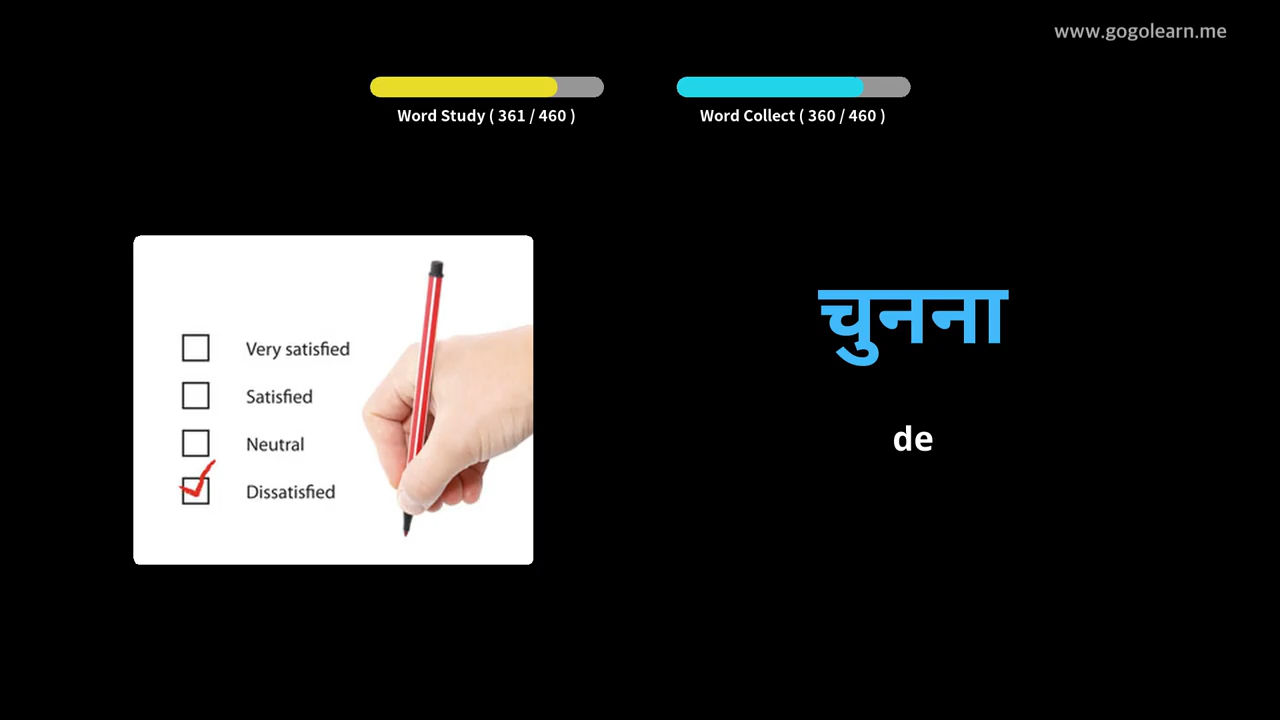 www.gogolearn.me
Word Study ( 361 / 460 )
Word Collect ( 360 / 460 )
Very satisfied
Satisfied
Neutral
Dissatisfied
चुनना
de